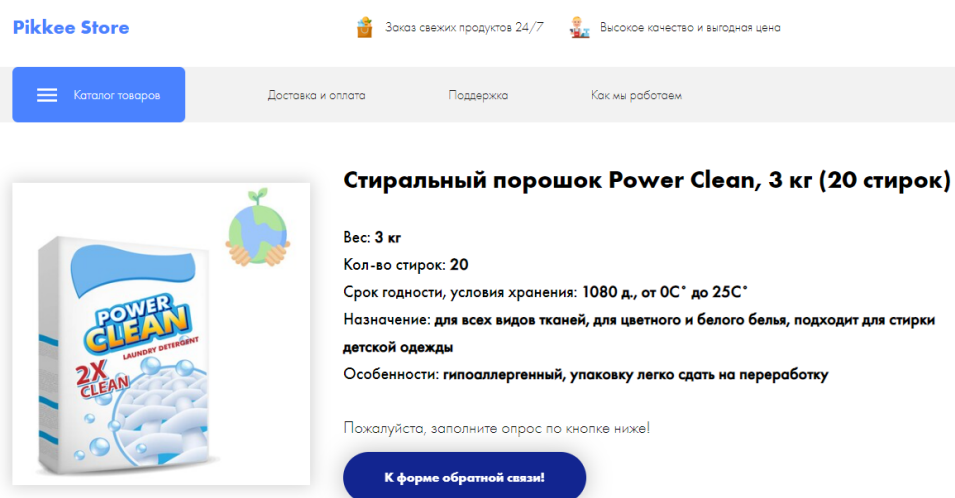 Pikkee Store
Заказ свежих продуктов 24/7
Высокое качество и выгодная цена
Каталог товаров
Доставка и оплата
Поддержка
Как мы работаем
Стиральный порошок Power Clean, 3 кг (20 стирок)
POWER
CLEAN
LAUNDRY DETERGENT
2X
CLEAN
Вес: 3 кг
Кол-во стирок: 20
Срок годности, условия хранения: 1080 д., от 0С˚ до 25С˚
Назначение: для всех видов тканей, для цветного и белого белья, подходит для стирки
детской одежды
Особенности: гипоаллергенный, упаковку легко сдать на переработку
Пожалуйста, заполните опрос по кнопке ниже!
К форме обратной связи!